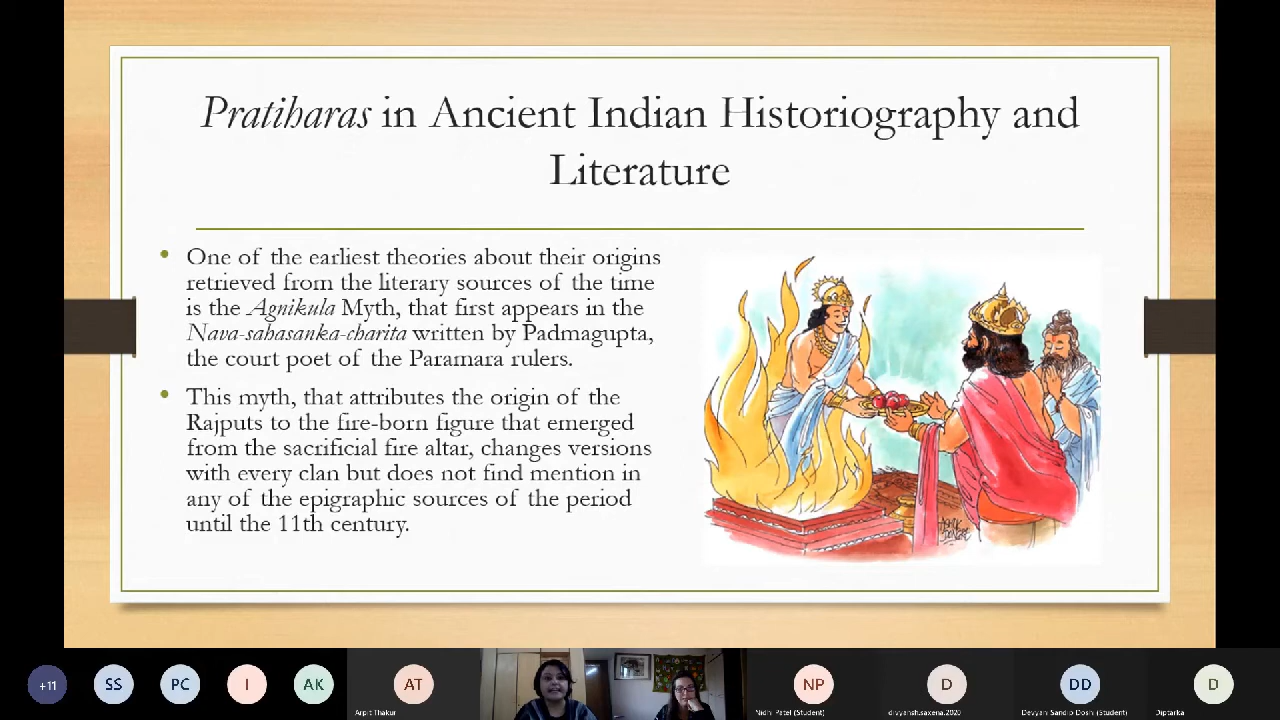 Pratiharas in Ancient Indian Historiography and
Literature
• One of the earliest theories about their origins
retrieved from the literary sources of the time
is the Agnikula Myth, that first appears in the
Nava-sahasanka-charita written by Padmagupta,
the court poet of the Paramara rulers.
• This myth, that attributes the origin of the
Rajputs to the fire-born figure that emerged
from the sacrificial fire altar, changes versions
with every clan but does not find mention in
any of the epigraphic sources of the period
until the 11th century.
+11
SS
PC
I
AK
AT
Arpit Thakur
NP
Nidhi Patel (Student)
D
divyansh.saxena.2020
DD
Devyani Sandip Doshi (Student)
D
Diptarka